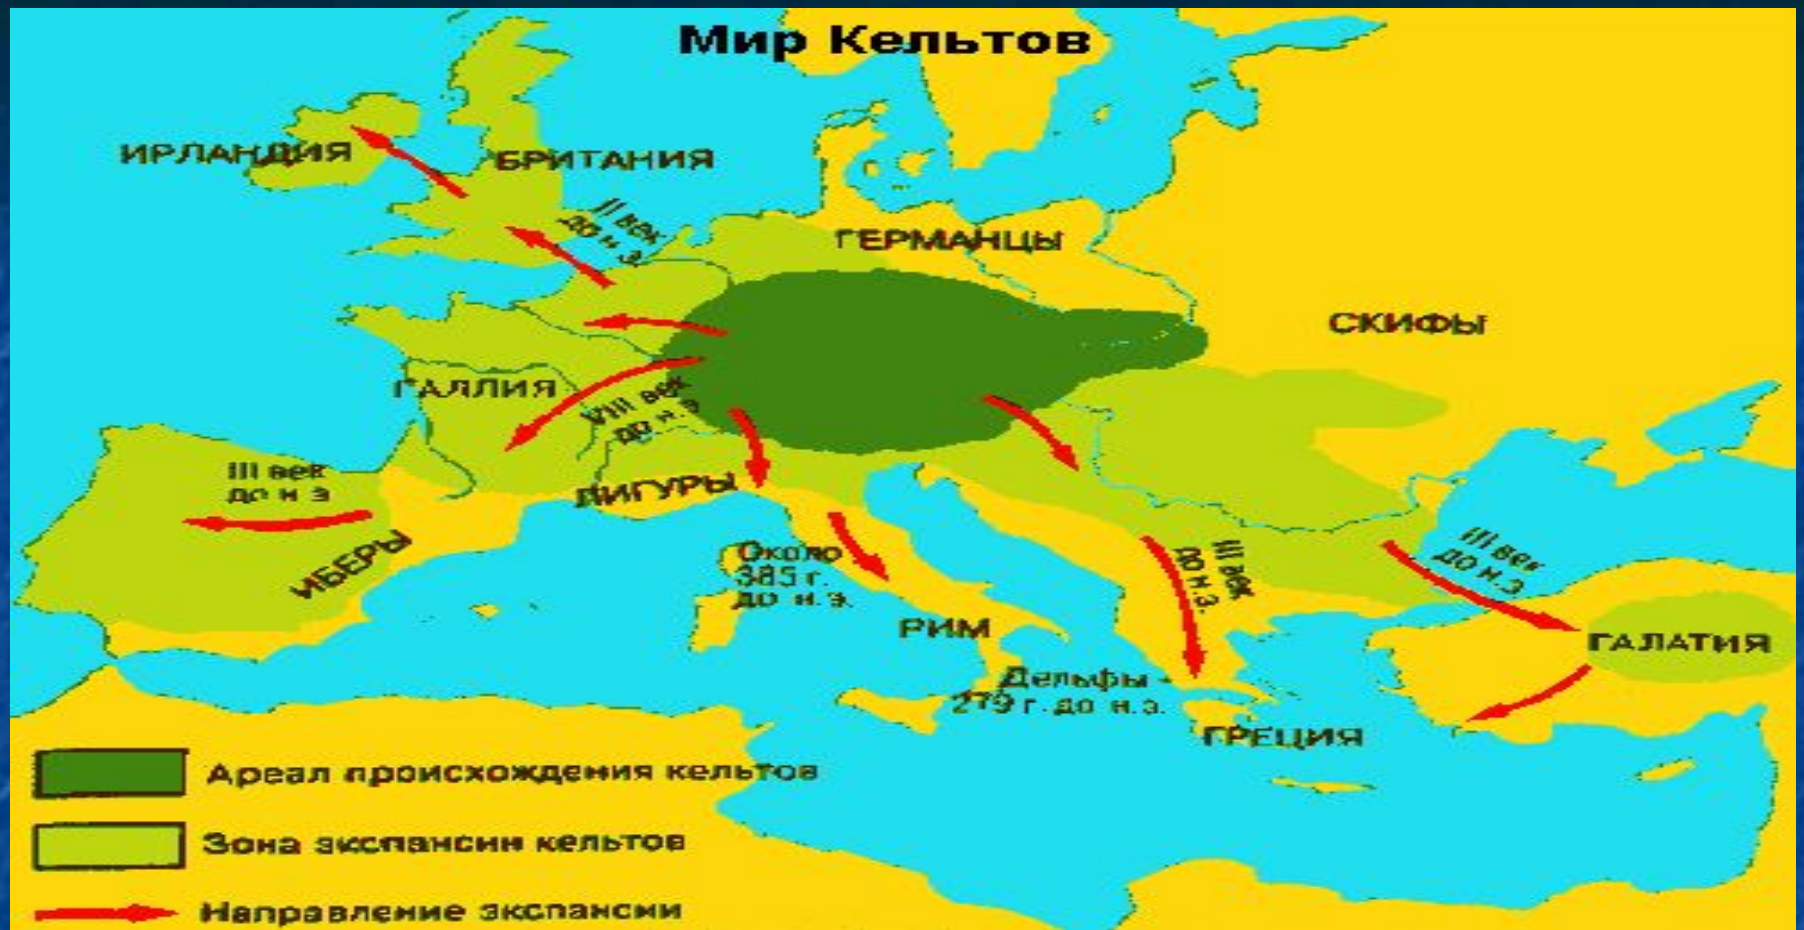 Мир Кельтов
ИРЛАНДИЯ
БРИТАНИЯ
II век
до н.э
ГЕРМАНЦЫ
СКИФЫ
ГАЛЛИЯ
VIII век
до н.э
III век
до н э
ЛИГУРЫ
ИБЕРЫ
Около
385 г.
до н.э.
РИМ
III век
до н.э.
III век
до н.э
ГАЛАТИЯ
Дельфы -
279 г. до н.э.
ГРЕЦИЯ
Ареал происхождения кельтов
Зона экспансии кельтов
Направление экспансии